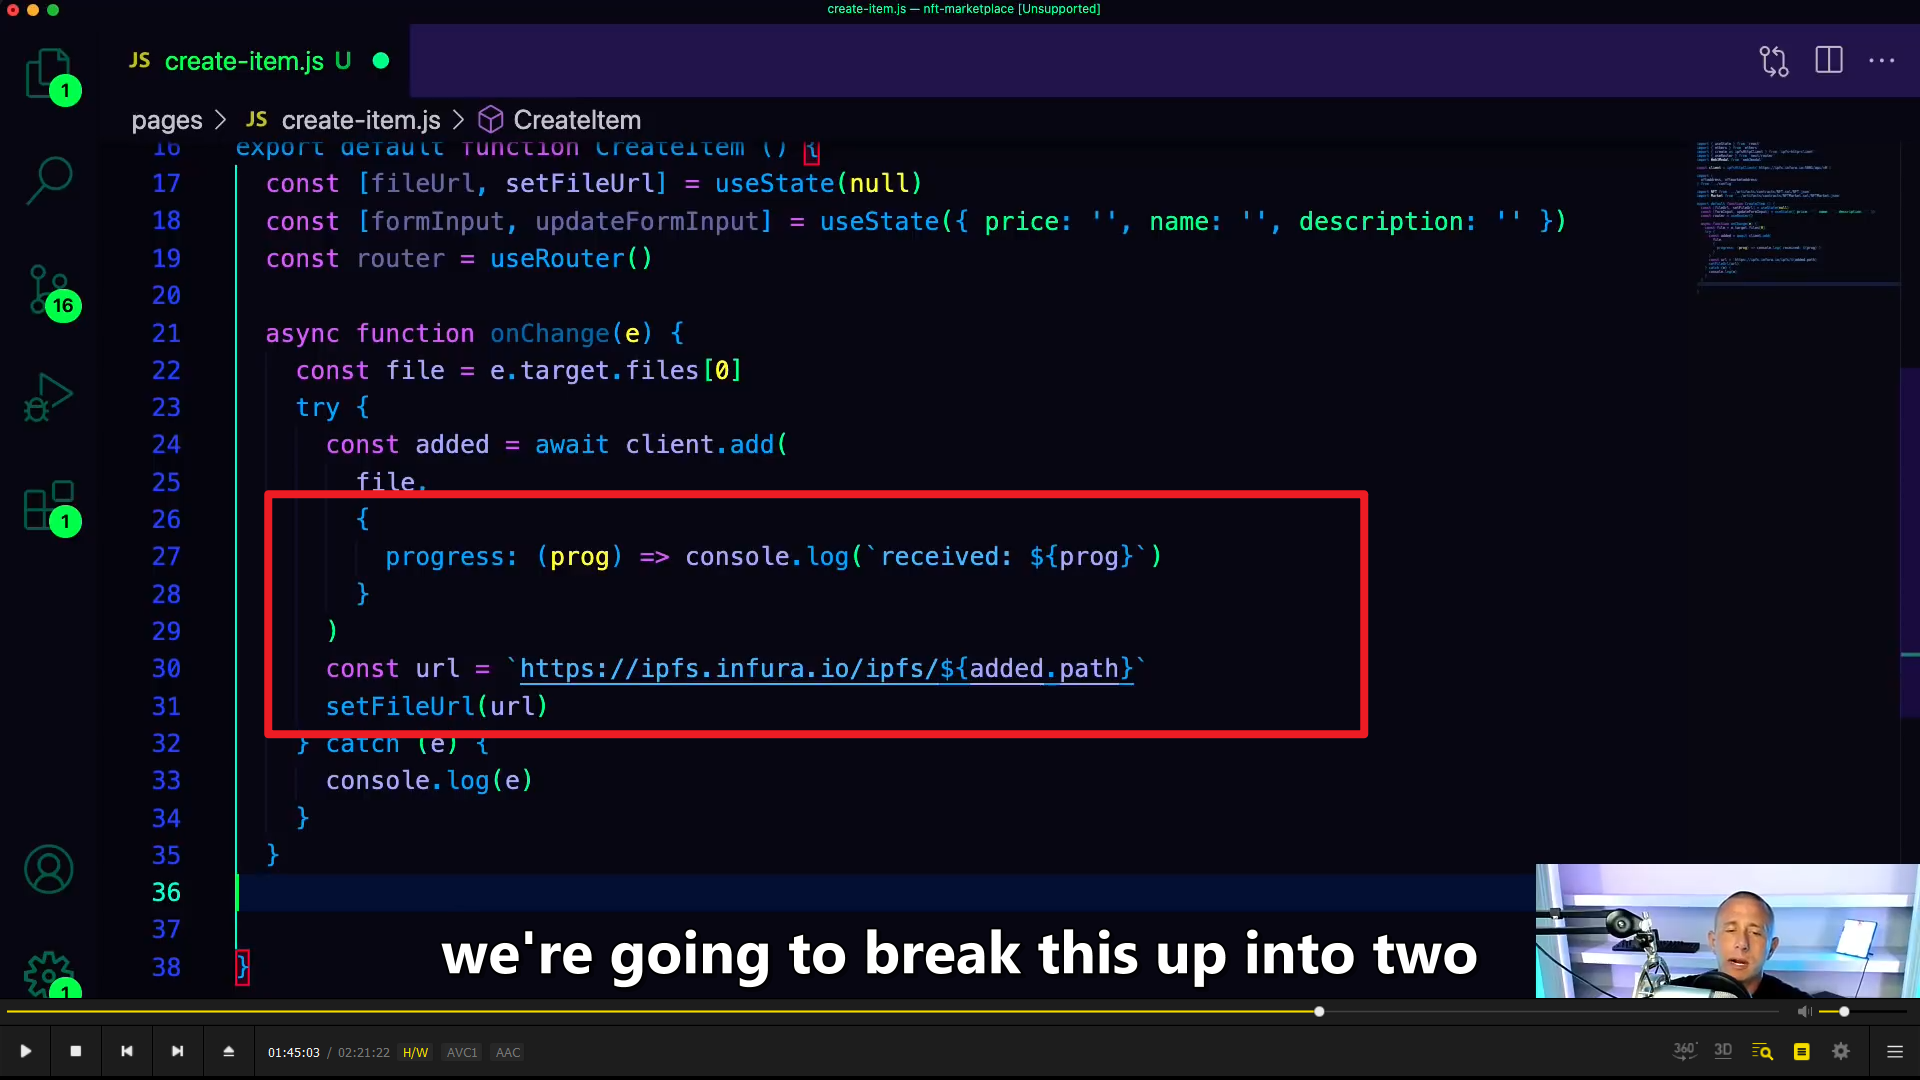 create-item.js — nft-marketplace [Unsupported]
JS create-item.js U
1
pages > JS create-item.js > CreateItem
16 export default function CreateItem () {
17 const [fileUrl, setFileUrl] = useState(null)
18 const [formInput, updateFormInput] = useState({ price: '', name: '', description: '' })
19 const router = useRouter()
20
21 async function onChange(e) {
22 const file = e.target.files[0]
23 try {
24 const added = await client.add(
25 file,
26 {
27 progress: (prog) => console.log(`received: ${prog}`)
28 }
29 )
30 const url = `https://ipfs.infura.io/ipfs/${added.path}`
31 setFileUrl(url)
32 } catch (e) {
33 console.log(e)
34 }
35 }
36
37
38 }
16
1
1
we're going to break this up into two
01:45:03 / 02:21:22 H/W AVC1 AAC
360° 3D